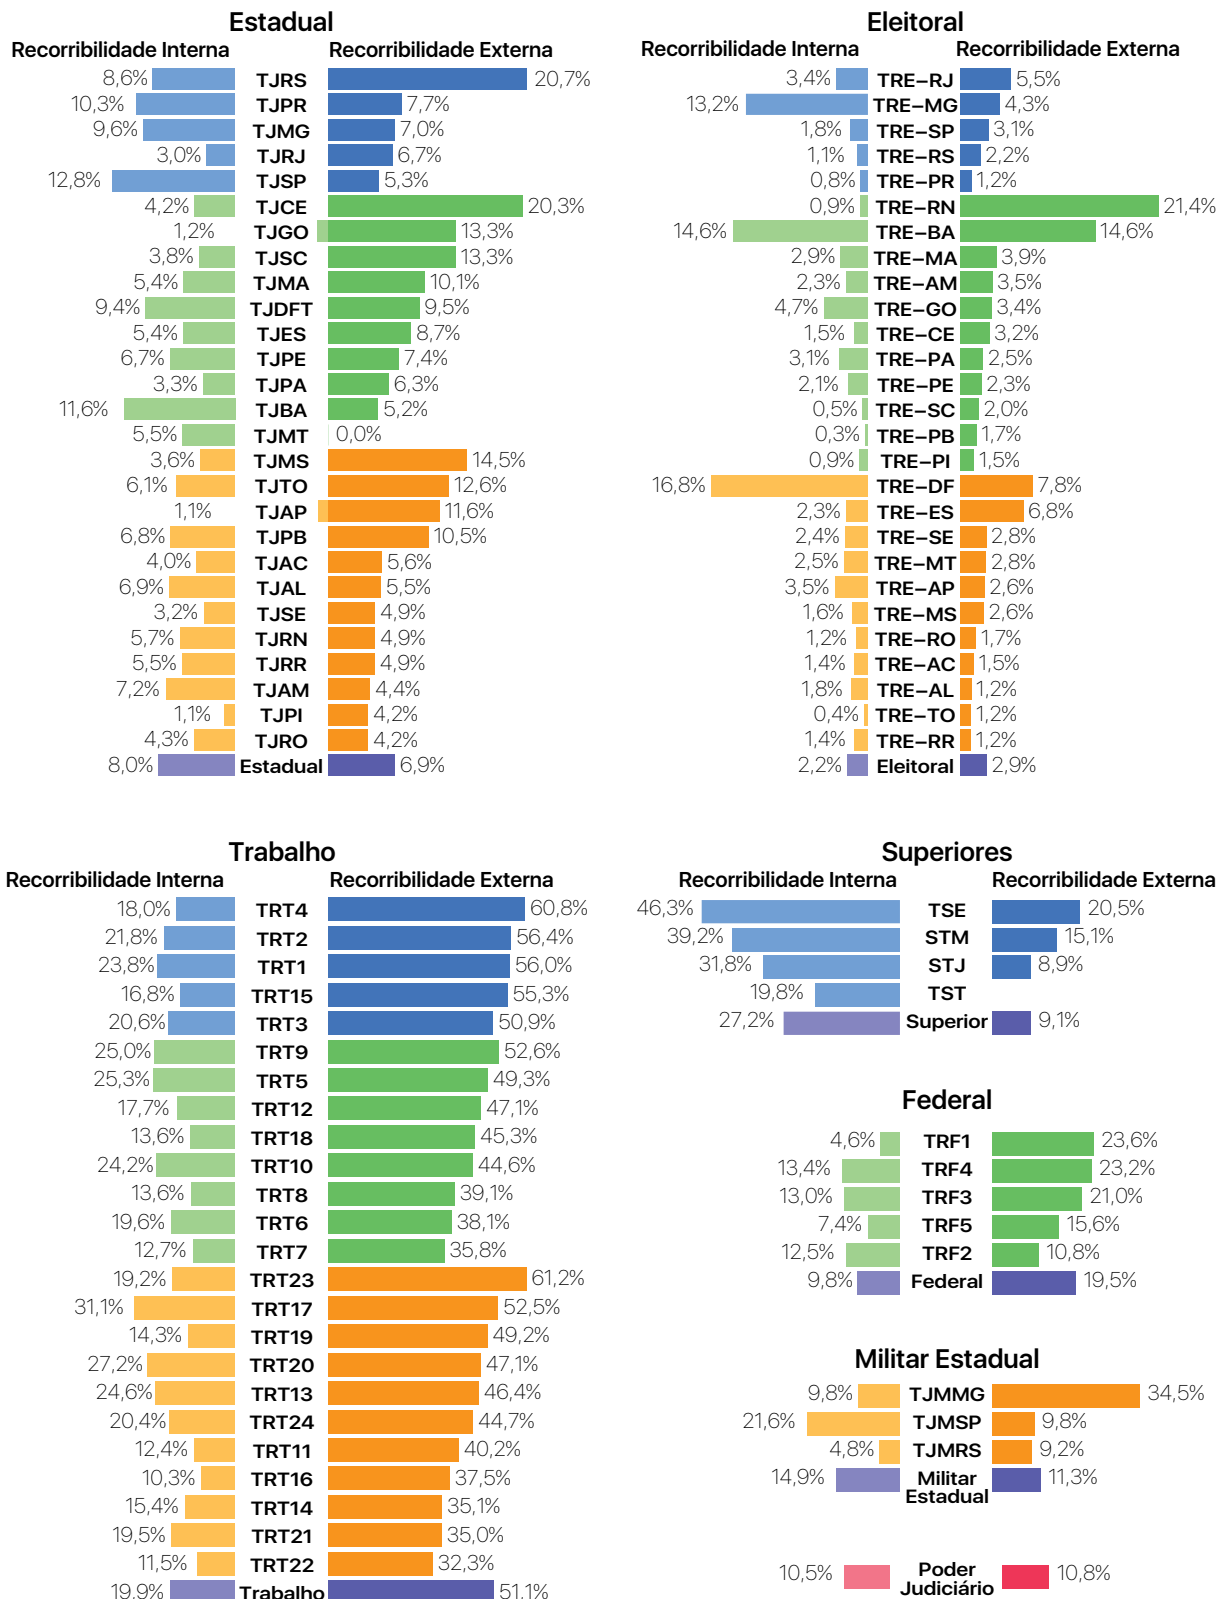 Estadual
Recorribilidade Interna Recorribilidade Externa
8,6% TJRS 20,7%
10,3% TJPR 7,7%
9,6% TJMG 7,0%
3,0% TJRJ 6,7%
12,8% TJSP 5,3%
4,2% TJCE 20,3%
1,2% TJGO 13,3%
3,8% TJSC 13,3%
5,4% TJMA 10,1%
9,4% TJDFT 9,5%
5,4% TJES 8,7%
6,7% TJPE 7,4%
3,3% TJPA 6,3%
11,6% TJBA 5,2%
5,5% TJMT 0,0%
3,6% TJMS 14,5%
6,1% TJTO 12,6%
1,1% TJAP 11,6%
6,8% TJPB 10,5%
4,0% TJAC 5,6%
6,9% TJAL 5,5%
3,2% TJSE 4,9%
5,7% TJRN 4,9%
5,5% TJRR 4,9%
7,2% TJAM 4,4%
1,1% TJPI 4,2%
4,3% TJRO 4,2%
8,0% Estadual 6,9%
Eleitoral
Recorribilidade Interna Recorribilidade Externa
3,4% TRE–RJ 5,5%
13,2% TRE–MG 4,3%
1,8% TRE–SP 3,1%
1,1% TRE–RS 2,2%
0,8% TRE–PR 1,2%
0,9% TRE–RN 21,4%
14,6% TRE–BA 14,6%
2,9% TRE–MA 3,9%
2,3% TRE–AM 3,5%
4,7% TRE–GO 3,4%
1,5% TRE–CE 3,2%
3,1% TRE–PA 2,5%
2,1% TRE–PE 2,3%
0,5% TRE–SC 2,0%
0,3% TRE–PB 1,7%
0,9% TRE–PI 1,5%
16,8% TRE–DF 7,8%
2,3% TRE–ES 6,8%
2,4% TRE–SE 2,8%
2,5% TRE–MT 2,8%
3,5% TRE–AP 2,6%
1,6% TRE–MS 2,6%
1,2% TRE–RO 1,7%
1,4% TRE–AC 1,5%
1,8% TRE–AL 1,2%
0,4% TRE–TO 1,2%
1,4% TRE–RR 1,2%
2,2% Eleitoral 2,9%
Trabalho
Recorribilidade Interna Recorribilidade Externa
18,0% TRT4 60,8%
21,8% TRT2 56,4%
23,8% TRT1 56,0%
16,8% TRT15 55,3%
20,6% TRT3 50,9%
25,0% TRT9 52,6%
25,3% TRT5 49,3%
17,7% TRT12 47,1%
13,6% TRT18 45,3%
24,2% TRT10 44,6%
13,6% TRT8 39,1%
19,6% TRT6 38,1%
12,7% TRT7 35,8%
19,2% TRT23 61,2%
31,1% TRT17 52,5%
14,3% TRT19 49,2%
27,2% TRT20 47,1%
24,6% TRT13 46,4%
20,4% TRT24 44,7%
12,4% TRT11 40,2%
10,3% TRT16 37,5%
15,4% TRT14 35,1%
19,5% TRT21 35,0%
11,5% TRT22 32,3%
19,9% Trabalho 51,1%
Superiores
Recorribilidade Interna Recorribilidade Externa
46,3% TSE 20,5%
39,2% STM 15,1%
31,8% STJ 8,9%
19,8% TST
27,2% Superior 9,1%
Federal
4,6% TRF1 23,6%
13,4% TRF4 23,2%
13,0% TRF3 21,0%
7,4% TRF5 15,6%
12,5% TRF2 10,8%
9,8% Federal 19,5%
Militar Estadual
9,8% TJMMG 34,5%
21,6% TJMSP 9,8%
4,8% TJMRS 9,2%
14,9% Militar 11,3%
Estadual
10,5% Poder 10,8%
Judiciário